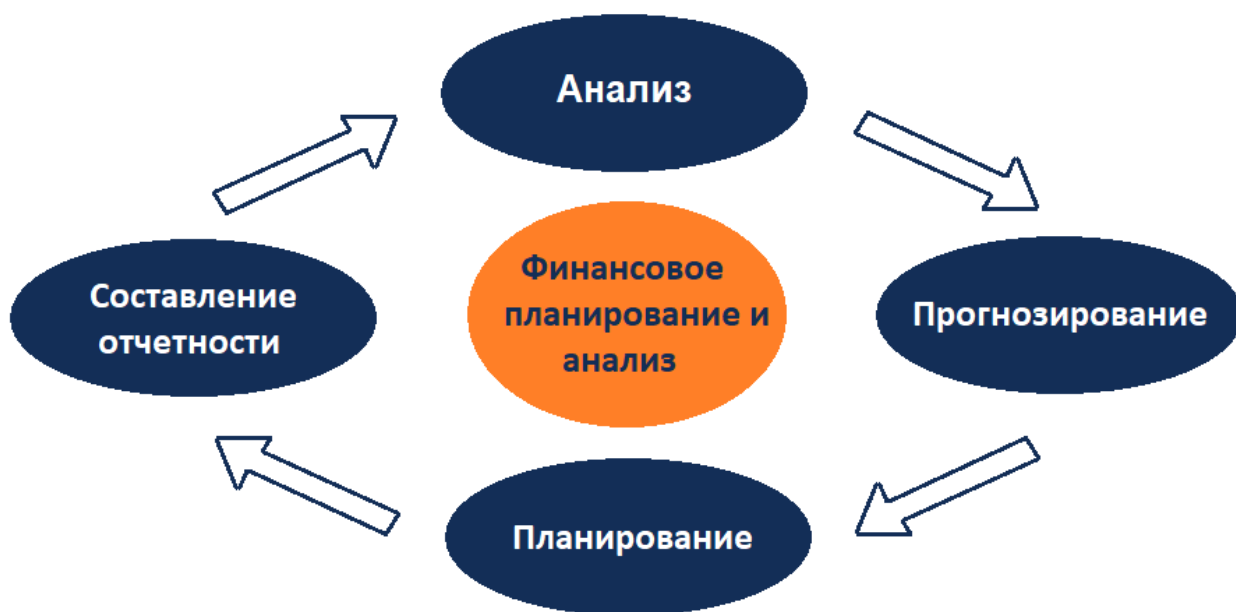 Анализ
Финансовое
планирование и
анализ
Составление
отчетности
Прогнозирование
Планирование